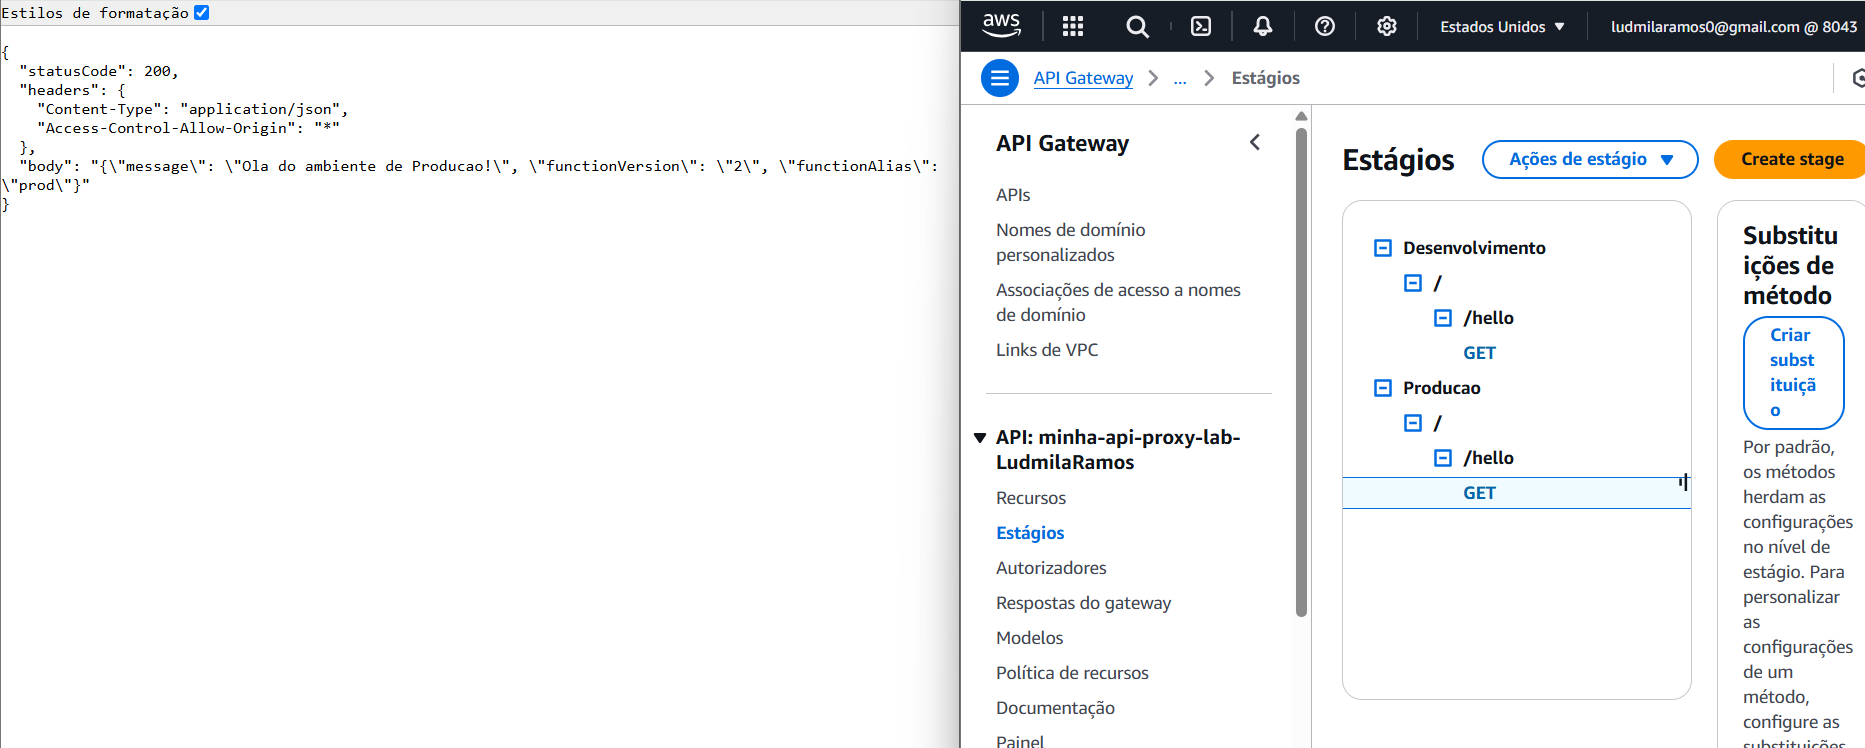 Estilos de formatação
{
  "statusCode": 200,
  "headers": {
    "Content-Type": "application/json",
    "Access-Control-Allow-Origin": "*"
  },
  "body": "{\"message\": \"Ola do ambiente de Producao!\", \"functionVersion\": \"2\", \"functionAlias\":
\"prod\"}"
}
aws
Estados Unidos
ludmilaramos0@gmail.com @ 8043
API Gateway
...
Estágios
API Gateway
APIs
Nomes de domínio
personalizados
Associações de acesso a nomes
de domínio
Links de VPC
API: minha-api-proxy-lab-
LudmilaRamos
Recursos
Estágios
Autorizadores
Respostas do gateway
Modelos
Política de recursos
Documentação
Painel
Estágios
Ações de estágio
Create stage
Desenvolvimento
/
/hello
GET
Producao
/
/hello
GET
Substitu
ições de
método
Criar
subst
ituiçã
o
Por padrão,
os métodos
herdam as
configurações
no nível de
estágio. Para
personalizar
as
configurações
de um
método,
configure as
substituições